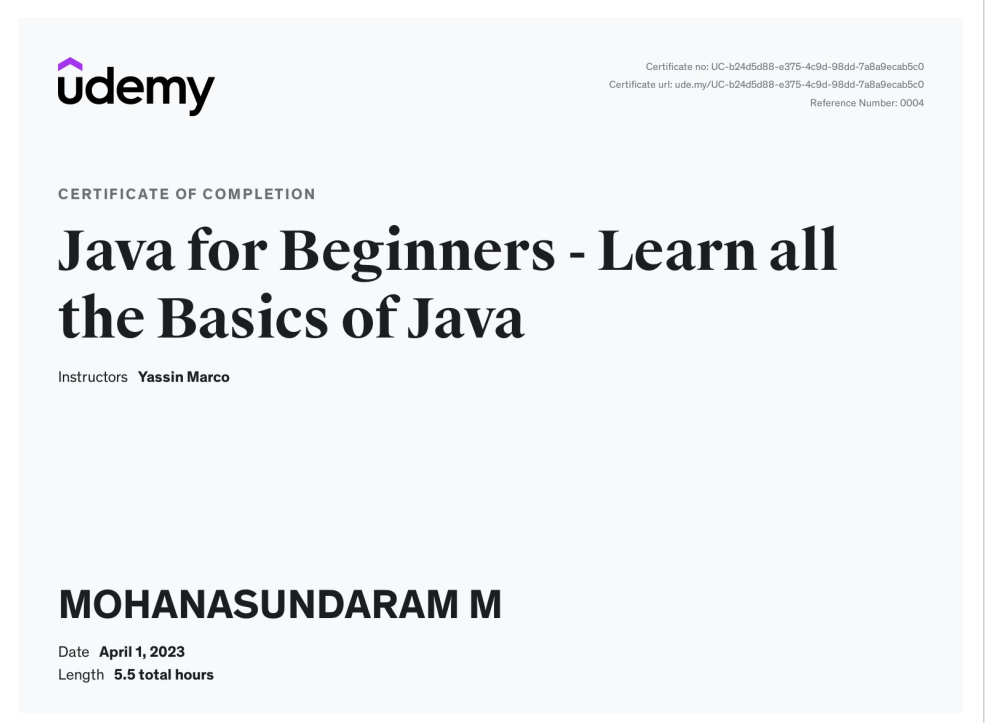 udemy
Certificate no: UC-b24d5d88-e375-4c9d-98dd-7a8a9ecab5c0
Certificate url: ude.my/UC-b24d5d88-e375-4c9d-98dd-7a8a9ecab5c0
Reference Number: 0004
CERTIFICATE OF COMPLETION
Java for Beginners - Learn all
the Basics of Java
Instructors Yassin Marco
MOHANASUNDARAM M
Date April 1, 2023
Length 5.5 total hours